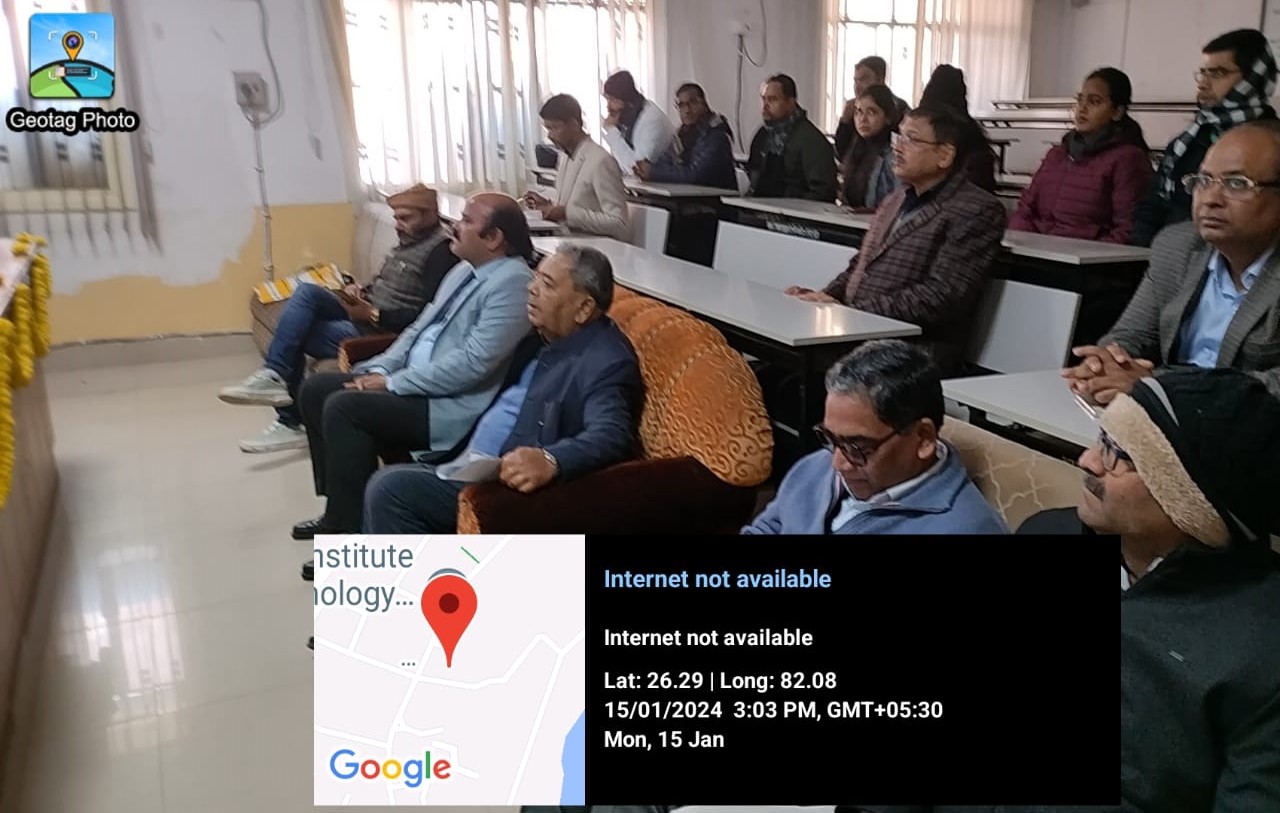 Geotag Photo
nstitute
nology...
...
Google
Internet not available
Internet not available
Lat: 26.29 | Long: 82.08
15/01/2024 3:03 PM, GMT+05:30
Mon, 15 Jan